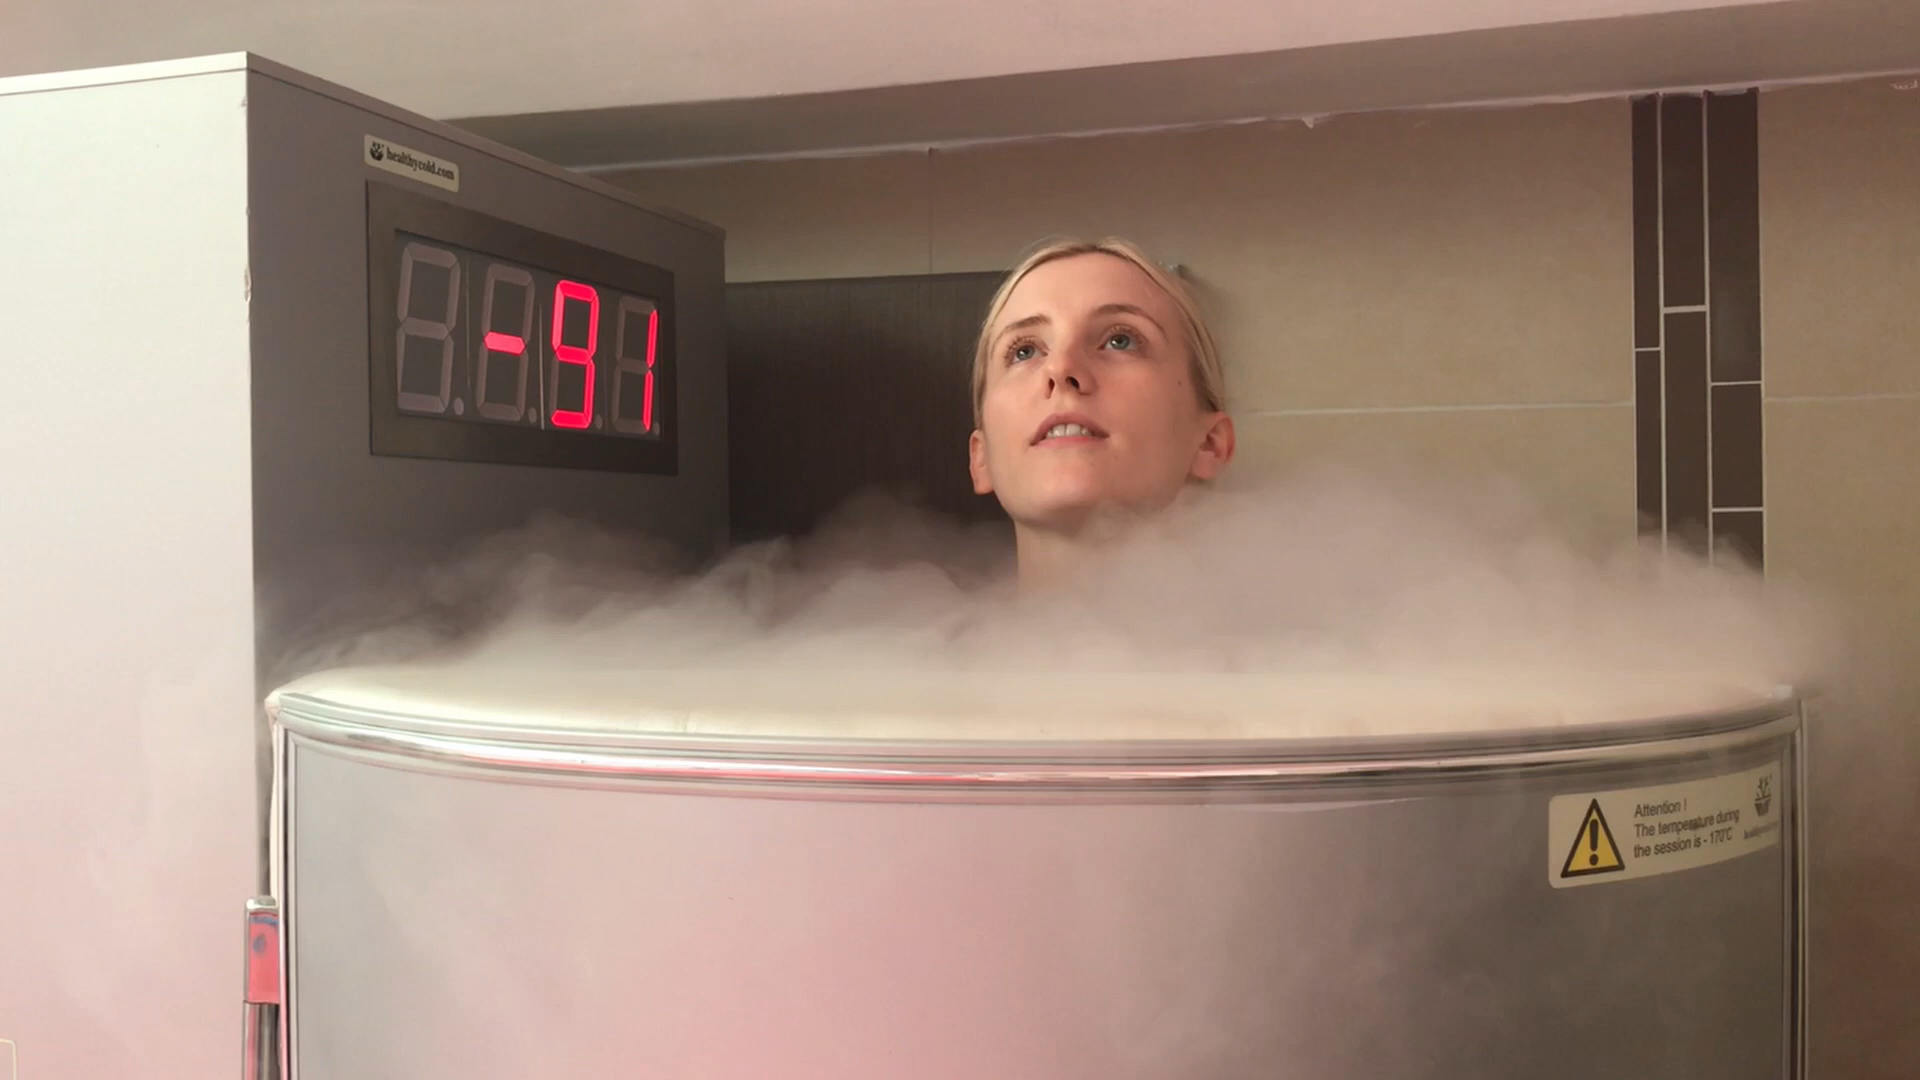 healthycold.com
-91
Attention !
The temperature during
the session is - 170°C